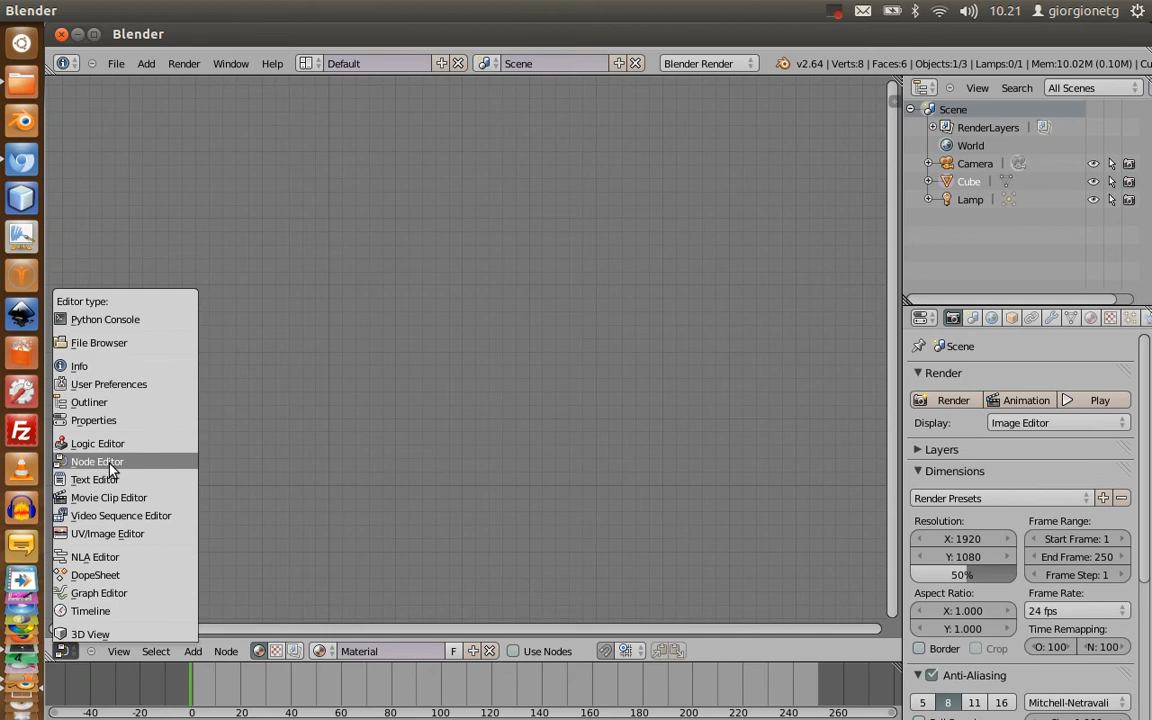 Blender
10.21 giorgionetg
Blender
File Add Render Window Help Default Scene Blender Render v2.64 | Verts:8 | Faces:6 | Objects:1/3 | Lamps:0/1 | Mem:10.02M (0.10M) | Cu
View Search All Scenes
Scene
RenderLayers
World
Camera
Cube
Lamp
Editor type:
Python Console
File Browser
Info
User Preferences
Outliner
Properties
Logic Editor
Node Editor
Text Editor
Movie Clip Editor
Video Sequence Editor
UV/Image Editor
NLA Editor
DopeSheet
Graph Editor
Timeline
3D View
View Select Add Node Material F Use Nodes
-40 -20 0 20 40 60 80 100 120 140 160 180 200 220 240 260
Scene
Render
Render Animation Play
Display: Image Editor
Layers
Dimensions
Render Presets
Resolution: Frame Range:
X: 1920 Start Frame: 1
Y: 1080 End Frame: 250
50% Frame Step: 1
Aspect Ratio: Frame Rate:
X: 1.000 24 fps
Y: 1.000 Time Remapping:
Border Crop O: 100 N: 100
Anti-Aliasing
5 8 11 16 Mitchell-Netravali